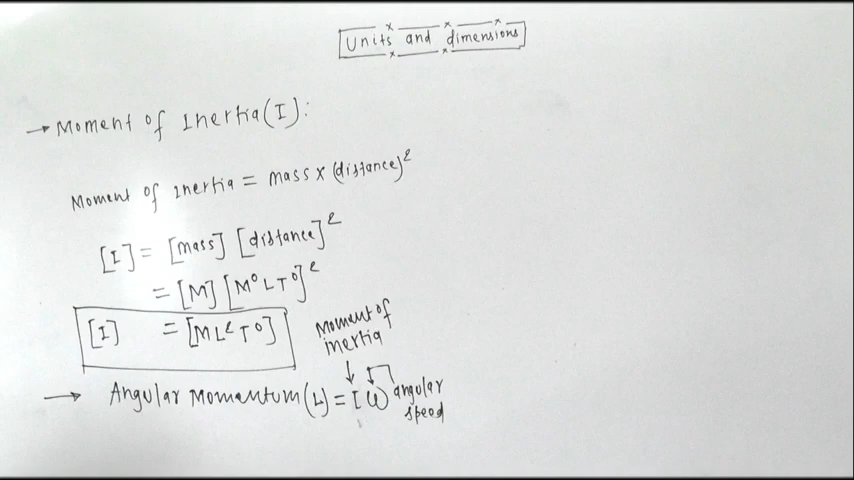 Units and dimensions
→ Moment of Inertia (I):
Moment of Inertia = mass x (distance)²
[I] = [mass] [distance]²
= [M] [M⁰ L T⁰]²
[I] = [M L² T⁰]
Moment of
inertia
→ Angular Momentum (L) = I ω angular
speed